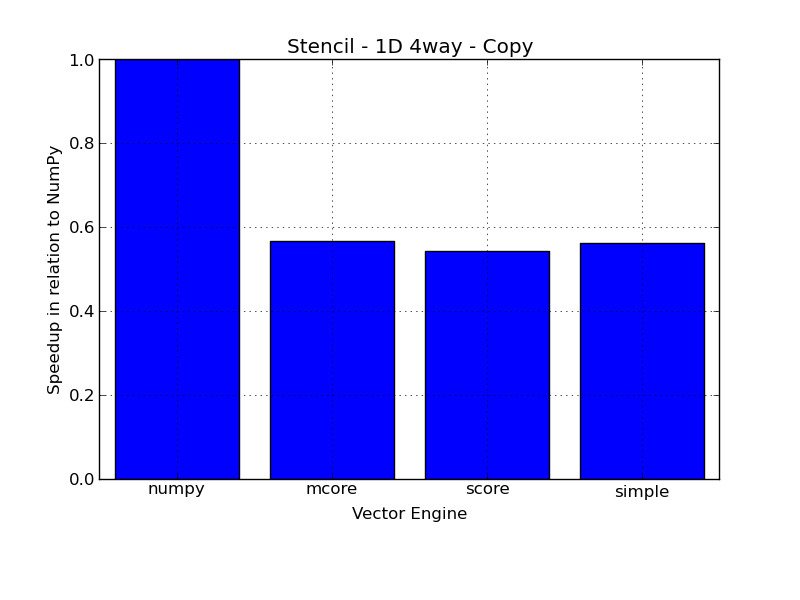 Stencil - 1D 4way - Copy
Speedup in relation to NumPy
1.0
0.8
0.6
0.4
0.2
0.0
numpy mcore score simple
Vector Engine